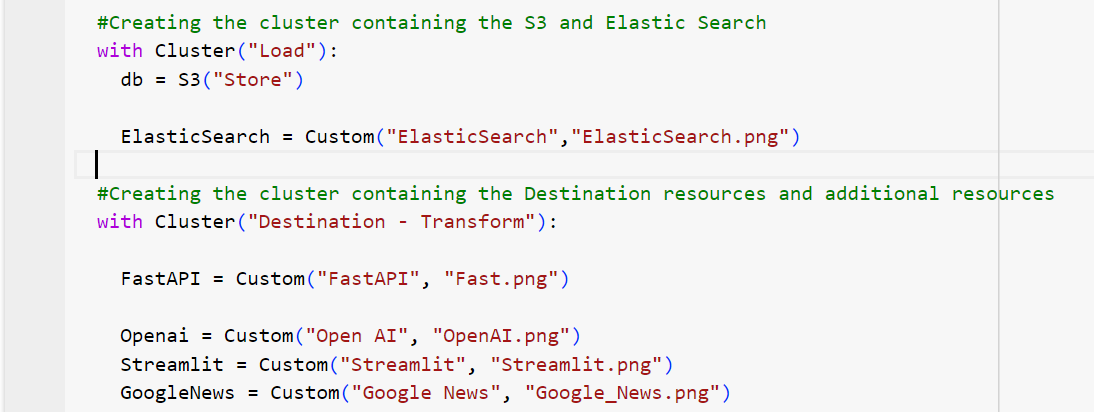 #Creating the cluster containing the S3 and Elastic Search
with Cluster("Load"):
db = S3("Store")
ElasticSearch = Custom("ElasticSearch","ElasticSearch.png")
#Creating the cluster containing the Destination resources and additional resources
with Cluster("Destination - Transform"):
FastAPI = Custom("FastAPI", "Fast.png")
Openai = Custom("Open AI", "OpenAI.png")
Streamlit = Custom("Streamlit", "Streamlit.png")
GoogleNews = Custom("Google News", "Google_News.png")